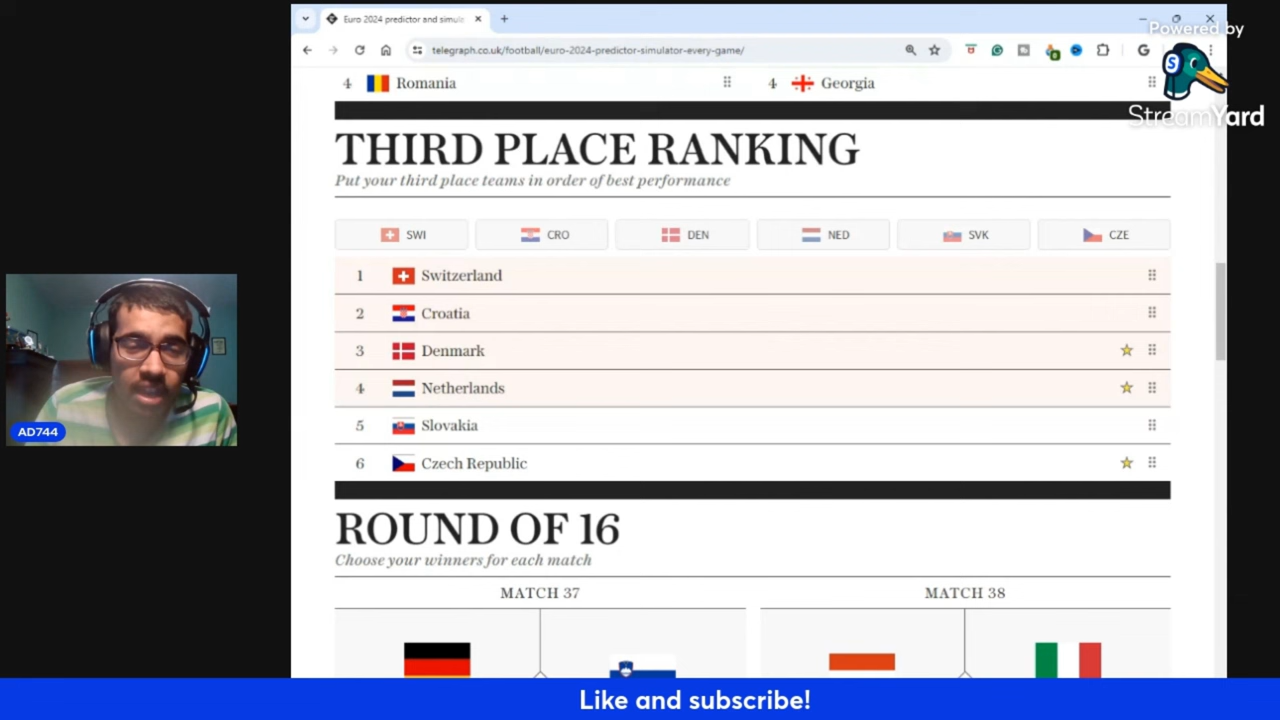 Euro 2024 predictor and simula
telegraph.co.uk/football/euro-2024-predictor-simulator-every-game/
Powered by
StreamYard
4 Romania
4 Georgia
THIRD PLACE RANKING
Put your third place teams in order of best performance
SWI CRO DEN NED SVK CZE
1 Switzerland
2 Croatia
3 Denmark
4 Netherlands
5 Slovakia
6 Czech Republic
AD744
ROUND OF 16
Choose your winners for each match
MATCH 37
MATCH 38
Like and subscribe!